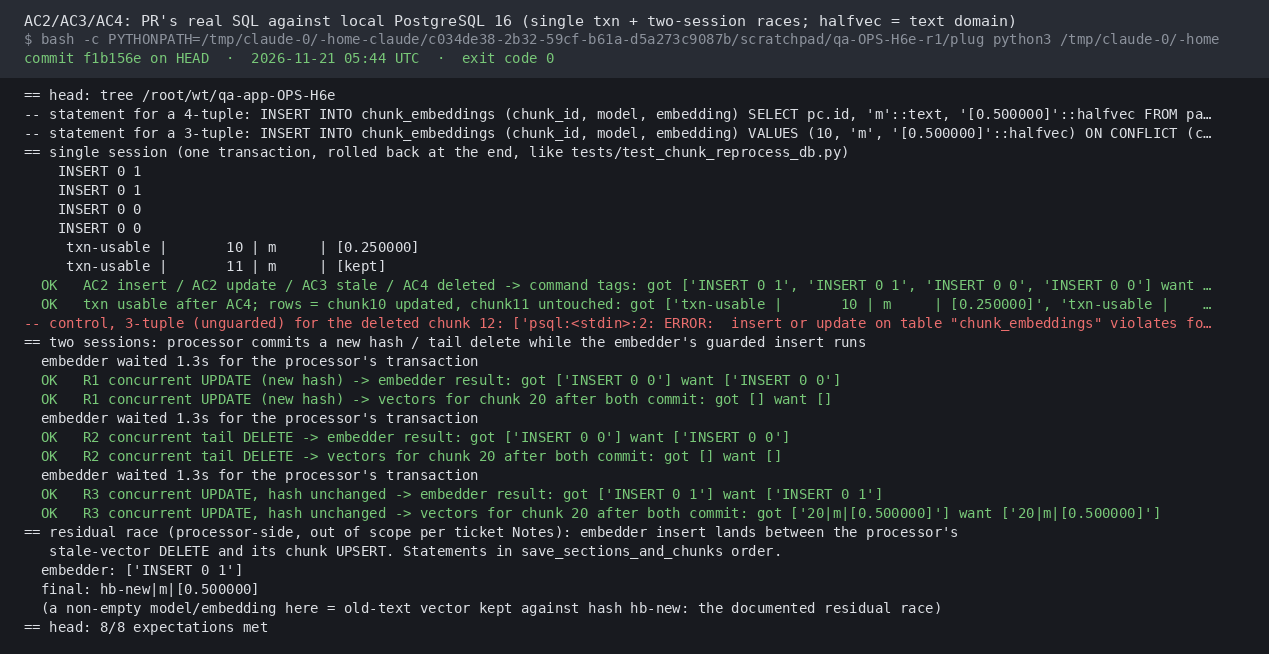 AC2/AC3/AC4: PR's real SQL against local PostgreSQL 16 (single txn + two-session races; halfvec = text domain)
$ bash -c PYTHONPATH=/tmp/claude-0/-home-claude/c034de38-2b32-59cf-b61a-d5a273c9087b/scratchpad/qa-OPS-H6e-r1/plug python3 /tmp/claude-0/-home
commit f1b156e on HEAD · 2026-11-21 05:44 UTC · exit code 0
== head: tree /root/wt/qa-app-OPS-H6e
-- statement for a 4-tuple: INSERT INTO chunk_embeddings (chunk_id, model, embedding) SELECT pc.id, 'm'::text, '[0.500000]'::halfvec FROM pa…
-- statement for a 3-tuple: INSERT INTO chunk_embeddings (chunk_id, model, embedding) VALUES (10, 'm', '[0.500000]'::halfvec) ON CONFLICT (c…
== single session (one transaction, rolled back at the end, like tests/test_chunk_reprocess_db.py)
INSERT 0 1
INSERT 0 1
INSERT 0 0
INSERT 0 0
txn-usable |       10 | m     | [0.250000]
txn-usable |       11 | m     | [kept]
OK   AC2 insert / AC2 update / AC3 stale / AC4 deleted -> command tags: got ['INSERT 0 1', 'INSERT 0 1', 'INSERT 0 0', 'INSERT 0 0'] want …
OK   txn usable after AC4; rows = chunk10 updated, chunk11 untouched: got ['txn-usable |       10 | m     | [0.250000]', 'txn-usable |    …
-- control, 3-tuple (unguarded) for the deleted chunk 12: ['psql:<stdin>:2: ERROR:  insert or update on table "chunk_embeddings" violates fo…
== two sessions: processor commits a new hash / tail delete while the embedder's guarded insert runs
embedder waited 1.3s for the processor's transaction
OK   R1 concurrent UPDATE (new hash) -> embedder result: got ['INSERT 0 0'] want ['INSERT 0 0']
OK   R1 concurrent UPDATE (new hash) -> vectors for chunk 20 after both commit: got [] want []
embedder waited 1.3s for the processor's transaction
OK   R2 concurrent tail DELETE -> embedder result: got ['INSERT 0 0'] want ['INSERT 0 0']
OK   R2 concurrent tail DELETE -> vectors for chunk 20 after both commit: got [] want []
embedder waited 1.3s for the processor's transaction
OK   R3 concurrent UPDATE, hash unchanged -> embedder result: got ['INSERT 0 1'] want ['INSERT 0 1']
OK   R3 concurrent UPDATE, hash unchanged -> vectors for chunk 20 after both commit: got ['20|m|[0.500000]'] want ['20|m|[0.500000]']
== residual race (processor-side, out of scope per ticket Notes): embedder insert lands between the processor's
stale-vector DELETE and its chunk UPSERT. Statements in save_sections_and_chunks order.
embedder: ['INSERT 0 1']
final: hb-new|m|[0.500000]
(a non-empty model/embedding here = old-text vector kept against hash hb-new: the documented residual race)
== head: 8/8 expectations met